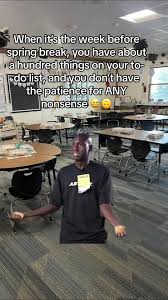 When it's the week before
spring break, you have about
a hundred things on your to-
do list, and you don't have
the patience for ANY
nonsense 😅🙃